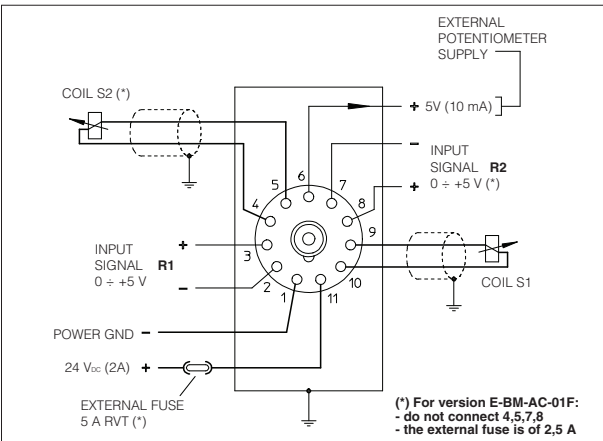 EXTERNAL
POTENTIOMETER
SUPPLY
COIL S2 (*)
+ 5V (10 mA)
6
5
7
4
8
3
9
2
10
1
11
-
INPUT
SIGNAL R2
+ 0 ÷ +5 V (*)
INPUT +
SIGNAL R1
0 ÷ +5 V -
COIL S1
POWER GND -
24 VDC (2A) +
EXTERNAL FUSE
5 A RVT (*)
(*) For version E-BM-AC-01F:
- do not connect 4,5,7,8
- the external fuse is of 2,5 A